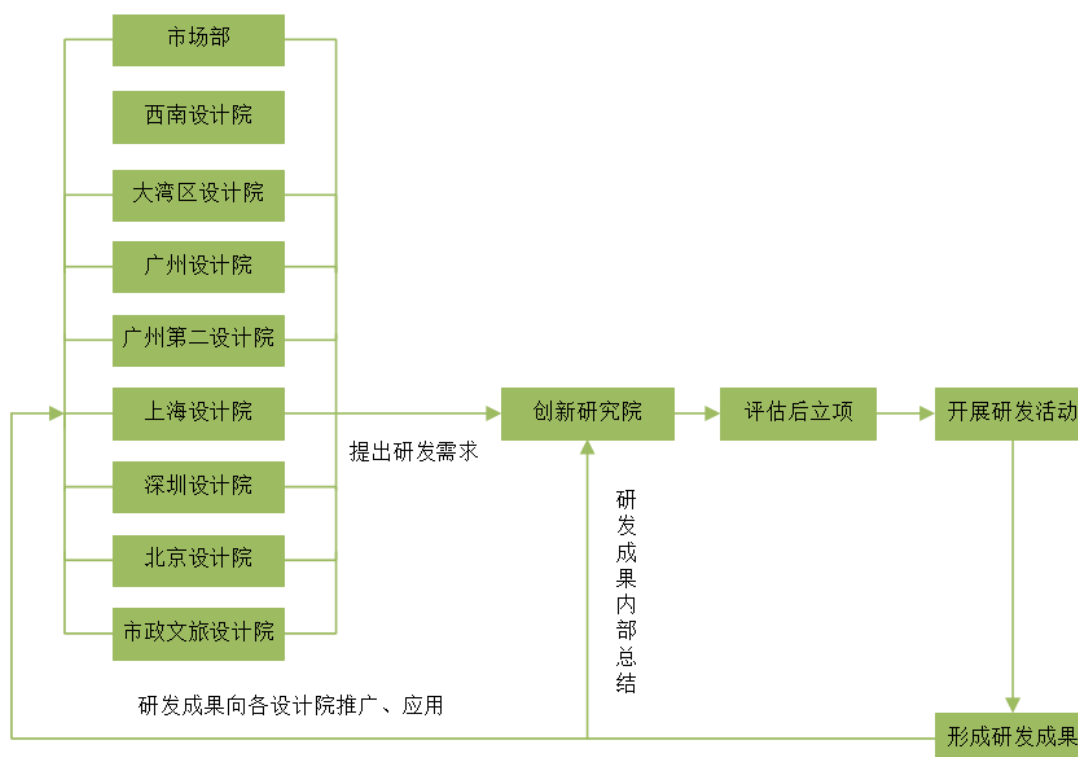 市场部
西南设计院
大湾区设计院
广州设计院
广州第二设计院
上海设计院
深圳设计院
北京设计院
市政文旅设计院
提出研发需求
创新研究院
评估后立项
开展研发活动
研发成果内部总结
研发成果向各设计院推广、应用
形成研发成果